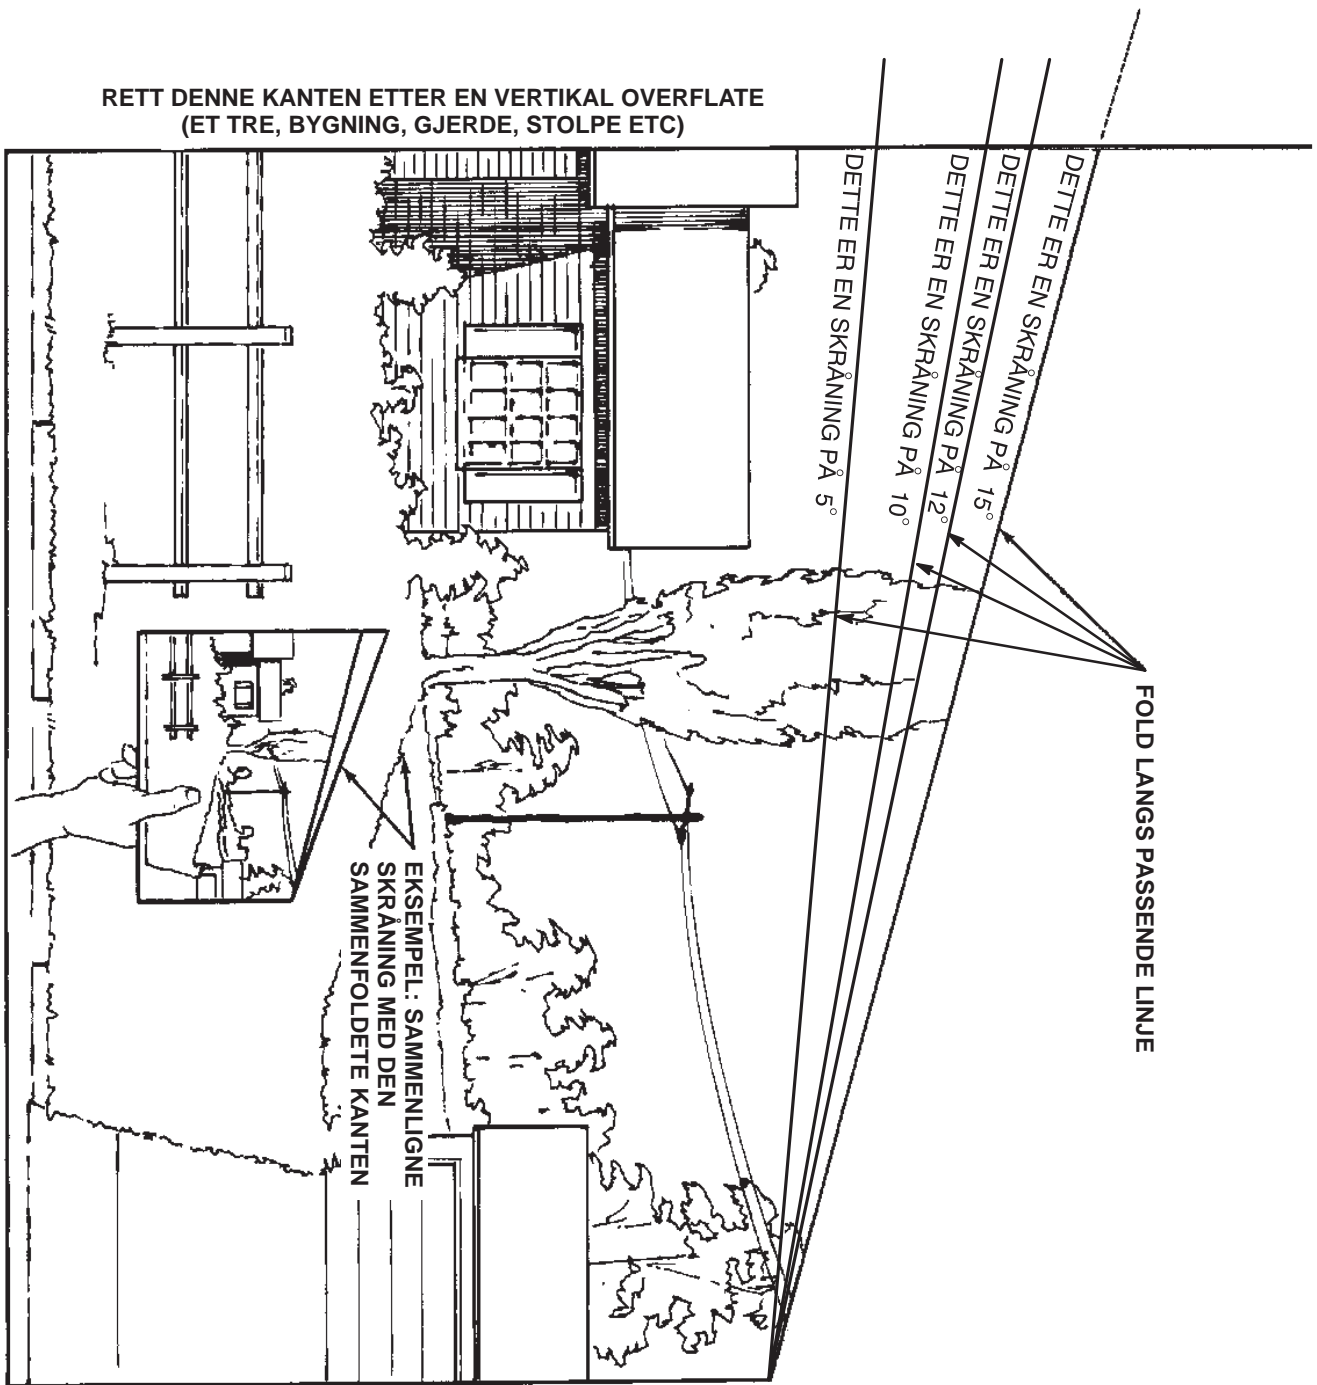 RETT DENNE KANTEN ETTER EN VERTIKAL OVERFLATE
(ET TRE, BYGNING, GJERDE, STOLPE ETC)
DETTE ER EN SKRÅNING PÅ 15°
DETTE ER EN SKRÅNING PÅ 12°
DETTE ER EN SKRÅNING PÅ 10°
DETTE ER EN SKRÅNING PÅ 5°
FOLD LANGS PASSENDE LINJE
EKSEMPEL: SAMMENLIGNE
SKRÅNING MED DEN
SAMMENFOLDETE KANTEN